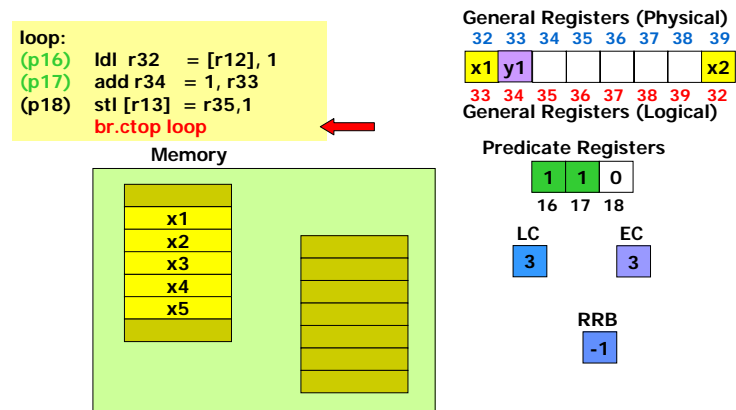 loop:
(p16) ldl r32 = [r12], 1
(p17) add r34 = 1, r33
(p18) stl [r13] = r35,1
br.ctop loop
General Registers (Physical)
32 33 34 35 36 37 38 39
x1 y1 x2
33 34 35 36 37 38 39 32
General Registers (Logical)
Memory
x1
x2
x3
x4
x5
Predicate Registers
1 1 0
16 17 18
LC EC
3 3
RRB
-1